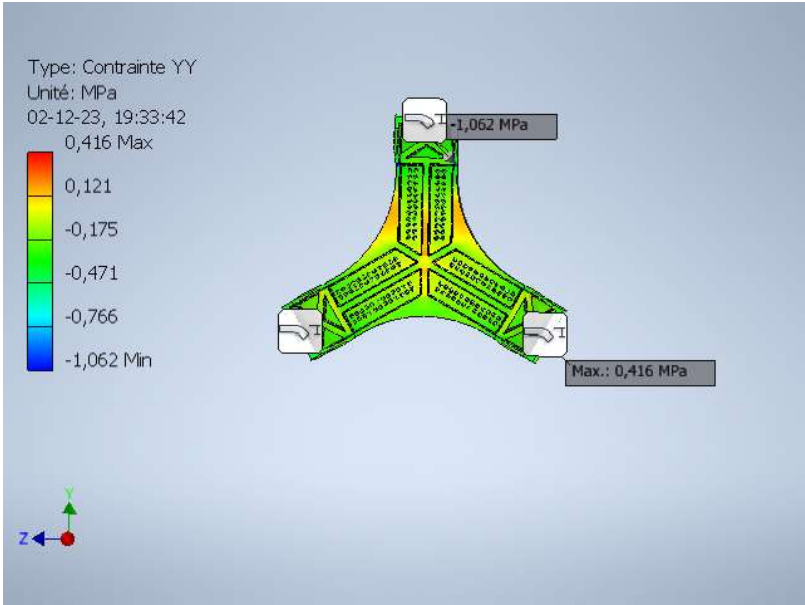 Type: Contrainte YY
Unité: MPa
02-12-23, 19:33:42
0,416 Max
0,121
-0,175
-0,471
-0,766
-1,062 Min
-1,062 MPa
Max.: 0,416 MPa
Y
Z